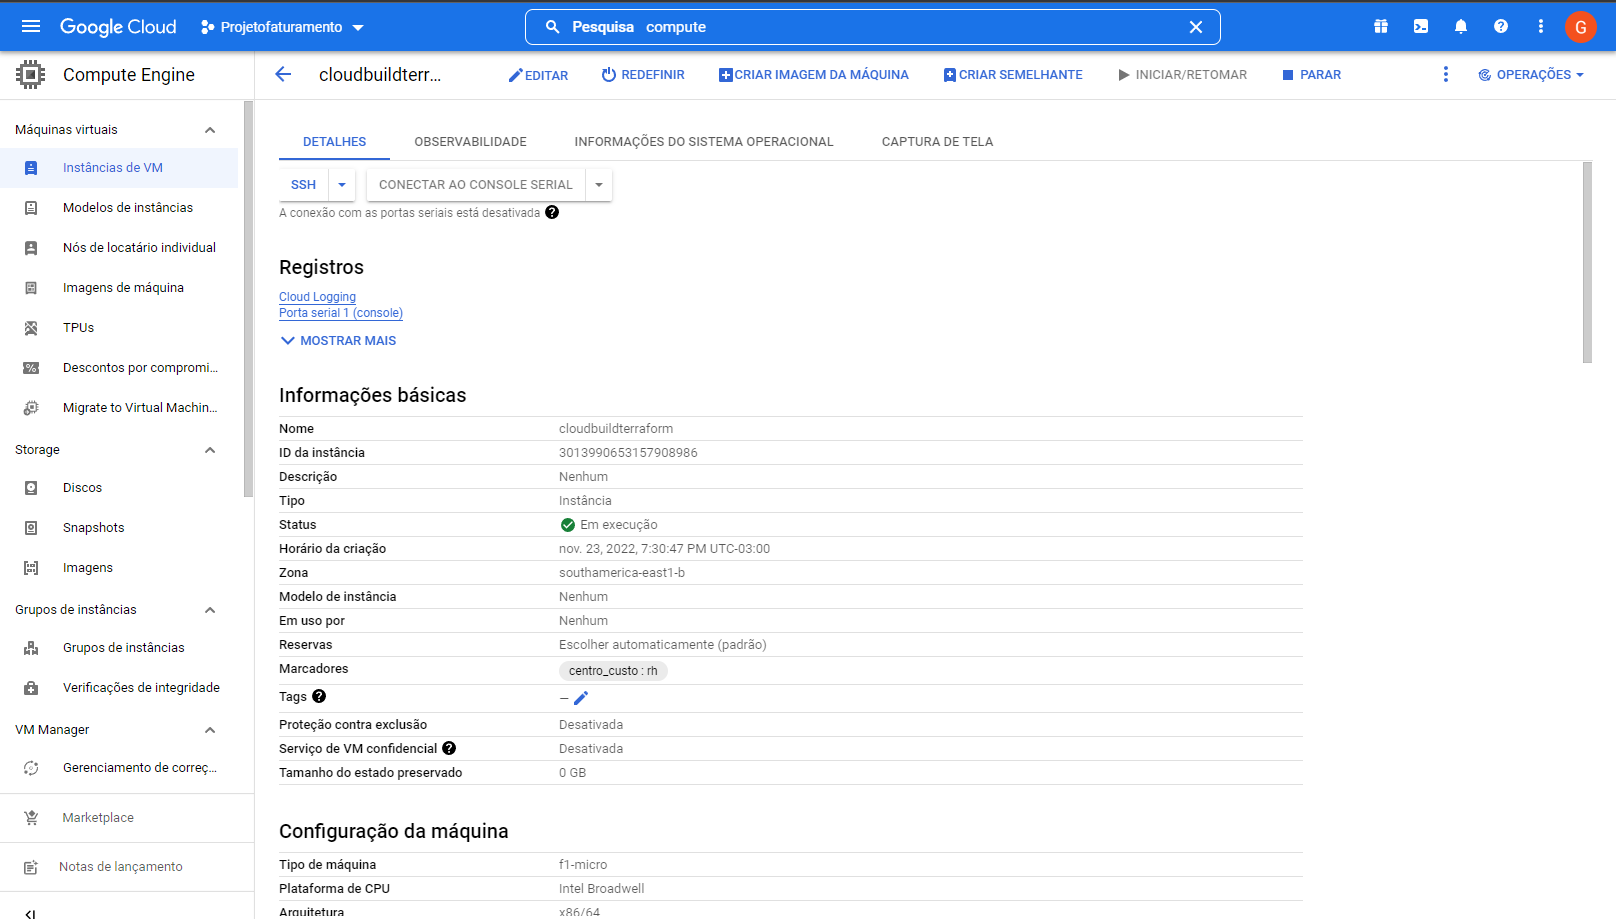 Google Cloud
Projetofaturamento
Pesquisa compute
G
Compute Engine
cloudbuildterr...
EDITAR
REDEFINIR
CRIAR IMAGEM DA MÁQUINA
CRIAR SEMELHANTE
INICIAR/RETOMAR
PARAR
OPERAÇÕES
Máquinas virtuais
Instâncias de VM
Modelos de instâncias
Nós de locatário individual
Imagens de máquina
TPUs
Descontos por compromi...
Migrate to Virtual Machin...
Storage
Discos
Snapshots
Imagens
Grupos de instâncias
Grupos de instâncias
Verificações de integridade
VM Manager
Gerenciamento de correç...
Marketplace
Notas de lançamento
DETALHES
OBSERVABILIDADE
INFORMAÇÕES DO SISTEMA OPERACIONAL
CAPTURA DE TELA
SSH
CONECTAR AO CONSOLE SERIAL
A conexão com as portas seriais está desativada
Registros
Cloud Logging
Porta serial 1 (console)
MOSTRAR MAIS
Informações básicas
Nome cloudbuildterraform
ID da instância 3013990653157908986
Descrição Nenhum
Tipo Instância
Status Em execução
Horário da criação nov. 23, 2022, 7:30:47 PM UTC-03:00
Zona southamerica-east1-b
Modelo de instância Nenhum
Em uso por Nenhum
Reservas Escolher automaticamente (padrão)
Marcadores centro_custo : rh
Tags –
Proteção contra exclusão Desativada
Serviço de VM confidencial Desativada
Tamanho do estado preservado 0 GB
Configuração da máquina
Tipo de máquina f1-micro
Plataforma de CPU Intel Broadwell
Arquitetura x86/64